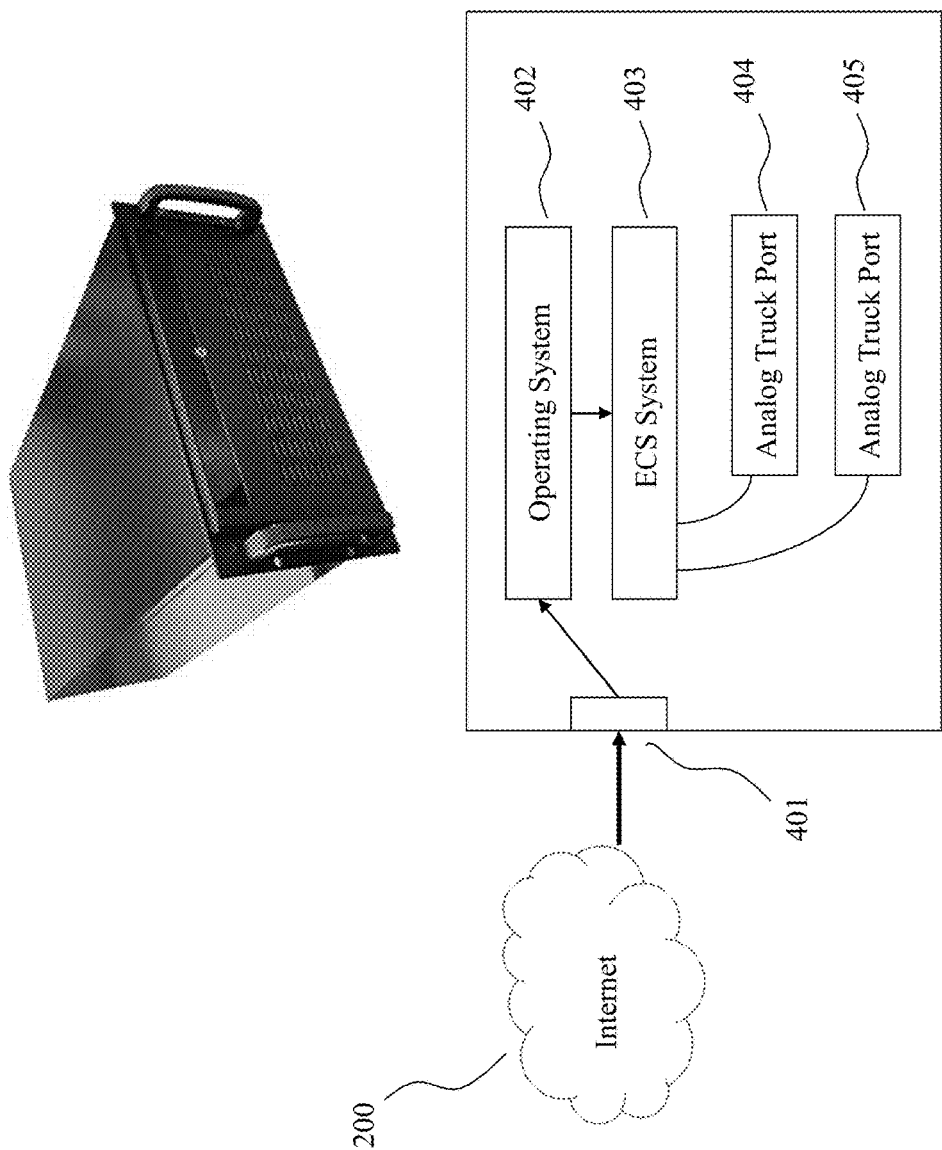 200
Internet
401
Operating System
402
ECS System
403
Analog Truck Port
404
Analog Truck Port
405